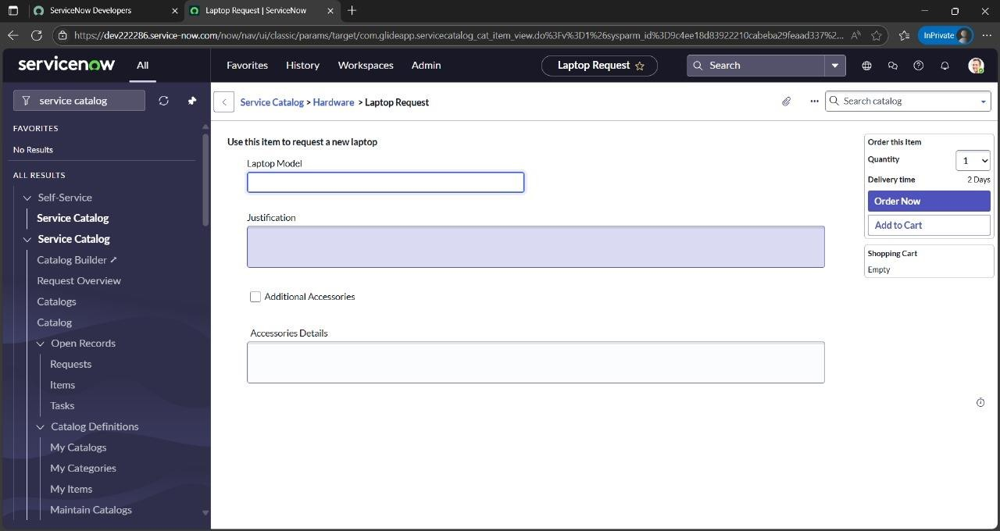 ServiceNow Developers
Laptop Request | ServiceNow
https://dev222286.service-now.com/now/nav/ui/classic/params/target/com.glideapp.servicecatalog_cat_item_view.do%3Fv%3D1%26sysparm_id%3D9c4ee18d83922210cabeba29feaad337%2...
InPrivate
servicenow
All
Favorites
History
Workspaces
Admin
Laptop Request
Search
service catalog
FAVORITES
No Results
ALL RESULTS
Self-Service
Service Catalog
Service Catalog
Catalog Builder
Request Overview
Catalogs
Catalog
Open Records
Requests
Items
Tasks
Catalog Definitions
My Catalogs
My Categories
My Items
Maintain Catalogs
Service Catalog > Hardware > Laptop Request
Search catalog
Use this item to request a new laptop
Laptop Model
Justification
Additional Accessories
Accessories Details
Order this Item
Quantity 1
Delivery time 2 Days
Order Now
Add to Cart
Shopping Cart
Empty